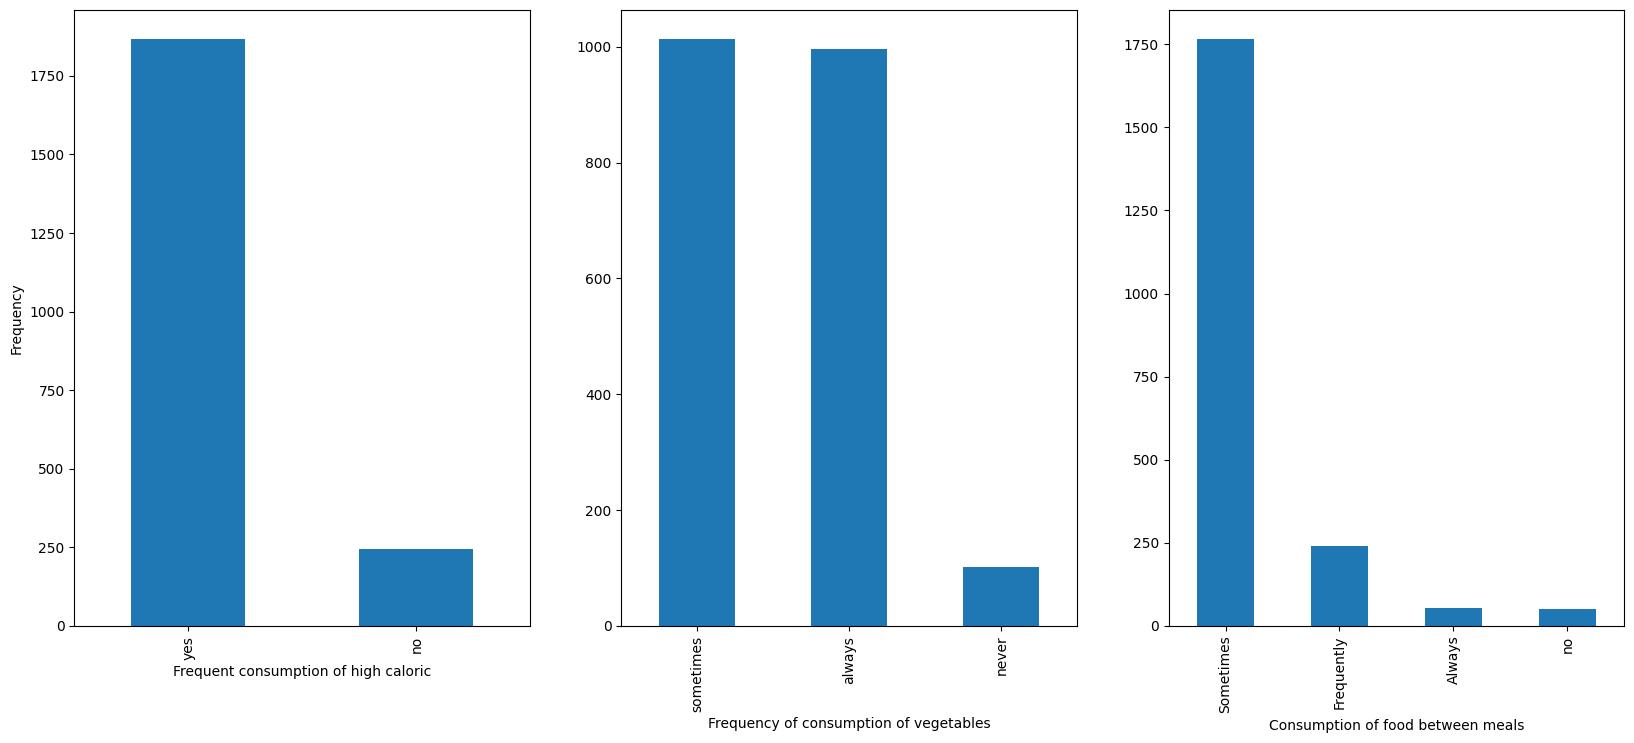 Frequency
1750
1500
1250
1000
750
500
250
0
yes
no
Frequent consumption of high caloric
1000
800
600
400
200
0
sometimes
always
never
Frequency of consumption of vegetables
1750
1500
1250
1000
750
500
250
0
Sometimes
Frequently
Always
no
Consumption of food between meals